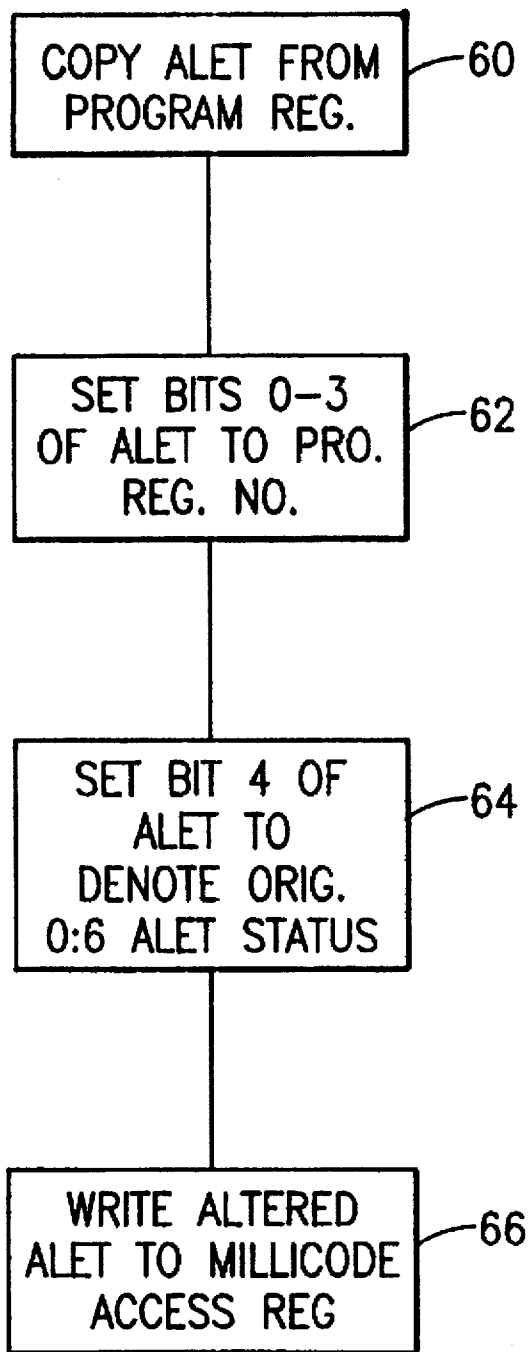 COPY ALET FROM
PROGRAM REG.
60
SET BITS 0-3
OF ALET TO PRO.
REG. NO.
62
SET BIT 4 OF
ALET TO
DENOTE ORIG.
0:6 ALET STATUS
64
WRITE ALTERED
ALET TO MILLICODE
ACCESS REG
66